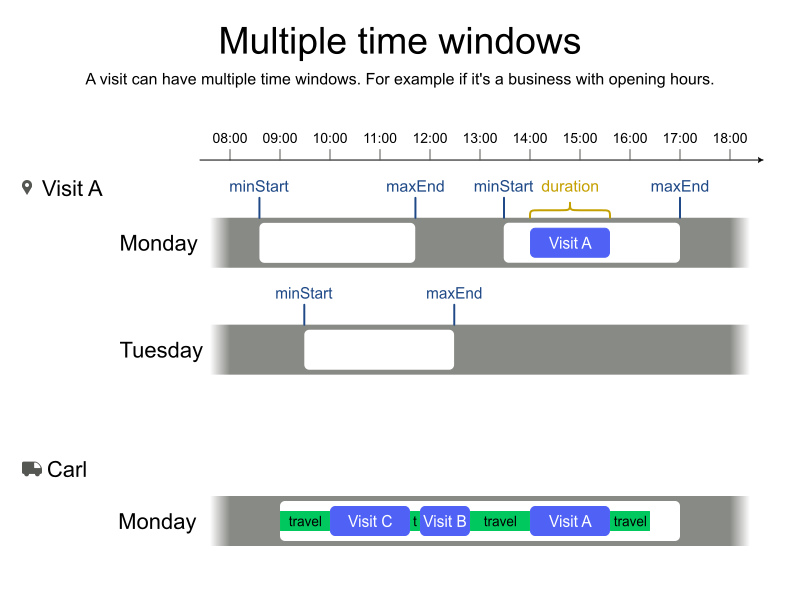 Multiple time windows
A visit can have multiple time windows. For example if it's a business with opening hours.
08:00 09:00 10:00 11:00 12:00 13:00 14:00 15:00 16:00 17:00 18:00
Visit A
minStart maxEnd minStart duration maxEnd
Monday Visit A
minStart maxEnd
Tuesday
Carl
Monday travel Visit C t Visit B travel Visit A travel